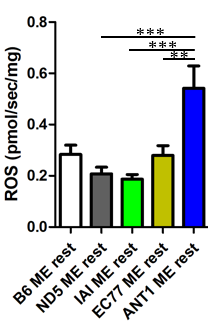 ***
***
**
ROS (pmol/sec/mg)
0.8
0.6
0.4
0.2
0.0
B6 ME rest
ND5 ME rest
IAI ME rest
EC77 ME rest
ANT1 ME rest